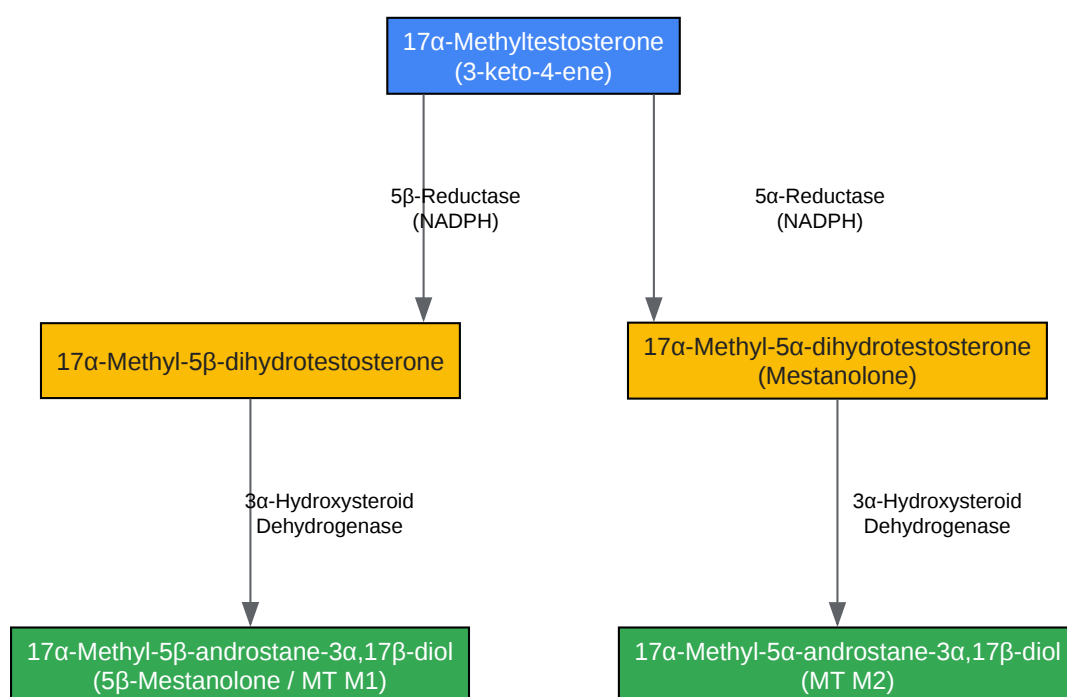 17α-Methyltestosterone
(3-keto-4-ene)
5β-Reductase
(NADPH)
5α-Reductase
(NADPH)
17α-Methyl-5β-dihydrotestosterone
17α-Methyl-5α-dihydrotestosterone
(Mestanolone)
3α-Hydroxysteroid
Dehydrogenase
3α-Hydroxysteroid
Dehydrogenase
17α-Methyl-5β-androstane-3α,17β-diol
(5β-Mestanolone / MT M1)
17α-Methyl-5α-androstane-3α,17β-diol
(MT M2)